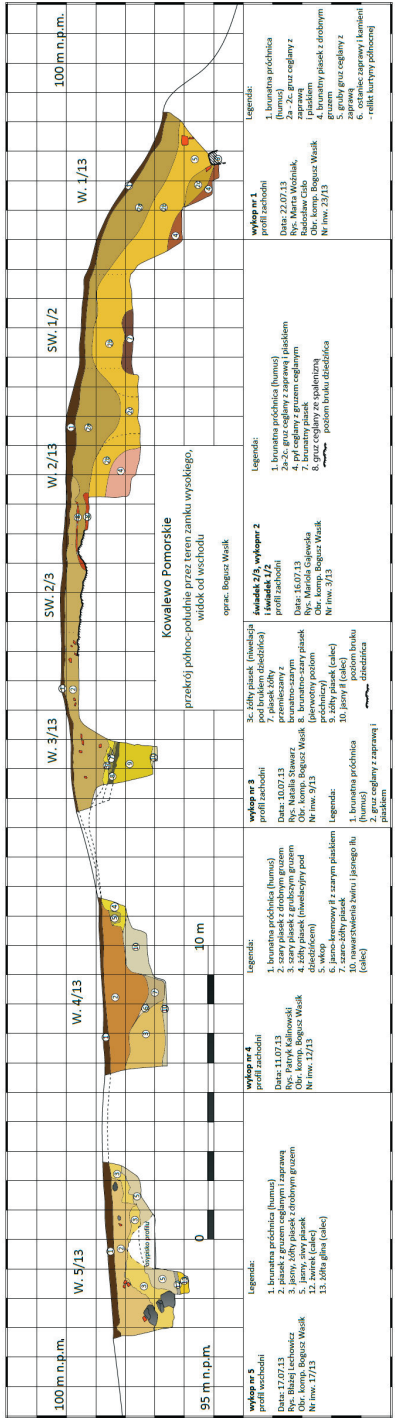 100 m n.p.m.
95 m n.p.m.
W. 5/13
W. 4/13
W. 3/13
SW. 2/3
W. 2/13
SW. 1/2
W. 1/13
100 m n.p.m.
osypisko profilu
0
10 m
Kowalewo Pomorskie
przekrój północ-południe przez teren zamku wysokiego,
widok od wschodu
oprac. Bogusz Wasik
wykop nr 5
profil wschodni
Data: 17.07.13
Rys. Błażej Lechowicz
Obr. komp. Bogusz Wasik
Nr inw. 17/13
Legenda:
1. brunatna próchnica (humus)
2. piasek z gruzem ceglanym i zaprawą
3. jasny, żółty piasek z drobnym gruzem
5. jasny, siwy piasek
12. żwirek (calec)
13. żółta glina (calec)
wykop nr 4
profil zachodni
Data: 11.07.13
Rys. Patryk Kalinowski
Obr. komp. Bogusz Wasik
Nr inw. 12/13
Legenda:
1. brunatna próchnica (humus)
2. szary piasek z drobnym gruzem
3. szary piasek z grubszym gruzem
4. żółty piasek (niwelacyjny pod
dziedzińcem)
5. wkop
6. jasno-kremowy ił z szarym piaskiem
7. szaro-żółty piasek
10. nawarstwienia żwiru i jasnego iłu
(calec)
wykop nr 3
profil zachodni
Data: 10.07.13
Rys. Natalia Stawarz
Obr. komp. Bogusz Wasik
Nr inw. 9/13
Legenda:
1. brunatna próchnica
(humus)
2. gruz ceglany z zaprawą i
piaskiem
3c. żółty piasek (niwelacja
pod brukiem dziedzińca)
7. piasek żółty
przemieszany z
brunatno-szarym
8. brunatno-szary piasek
(pierwotny poziom
próchniczy)
9. żółty piasek (calec)
10. jasny ił (calec)
poziom bruku
dziedzińca
świadek 2/3, wykopnr 2
i świadek 1/2
profil zachodni
Data: 16.07.13
Rys. Mariola Gajewska
Obr. komp. Bogusz Wasik
Nr inw. 3/13
Legenda:
1. brunatna próchnica (humus)
2a-2c. gruz ceglany z zaprawą i piaskiem
4. pył ceglany z gruzem ceglanym
7. brunatny piasek
8. gruz ceglany ze spalenizną
poziom bruku dziedzińca
wykop nr 1
profil zachodni
Data: 22.07.13
Rys. Marta Woźniak,
Radosław Cisło
Obr. komp. Bogusz Wasik
Nr inw. 23/13
Legenda:
1. brunatna próchnica
(humus)
2a - 2c. gruz ceglany z
zaprawą
i piaskiem
4. brunatny piasek z drobnym
gruzem
5. gruby gruz ceglany z
zaprawą
6. ostaniec zaprawy i kamieni
- relikt kurtyny północnej